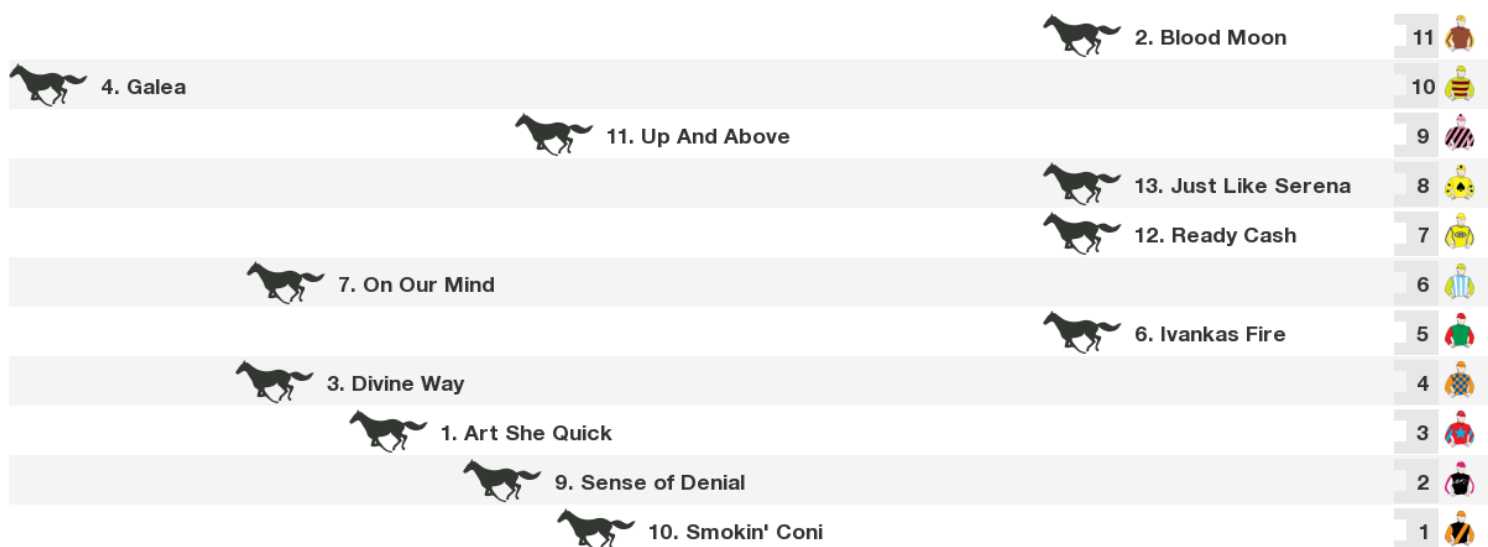 2. Blood Moon 11
4. Galea 10
11. Up And Above 9
13. Just Like Serena 8
12. Ready Cash 7
7. On Our Mind 6
6. Ivankas Fire 5
3. Divine Way 4
1. Art She Quick 3
9. Sense of Denial 2
10. Smokin' Coni 1